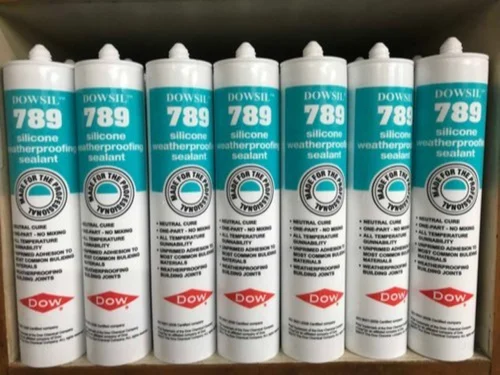 DOWSIL™
789
silicone
weatherproofing
sealant
MADE FOR THE PROFESSIONAL
• NEUTRAL CURE
• ONE-PART - NO MIXING
• ALL TEMPERATURE
GUNNABILITY
• UNPRIMED ADHESION TO
MOST COMMON BUILDING
MATERIALS
• WEATHERPROOFING
BUILDING JOINTS
Dow